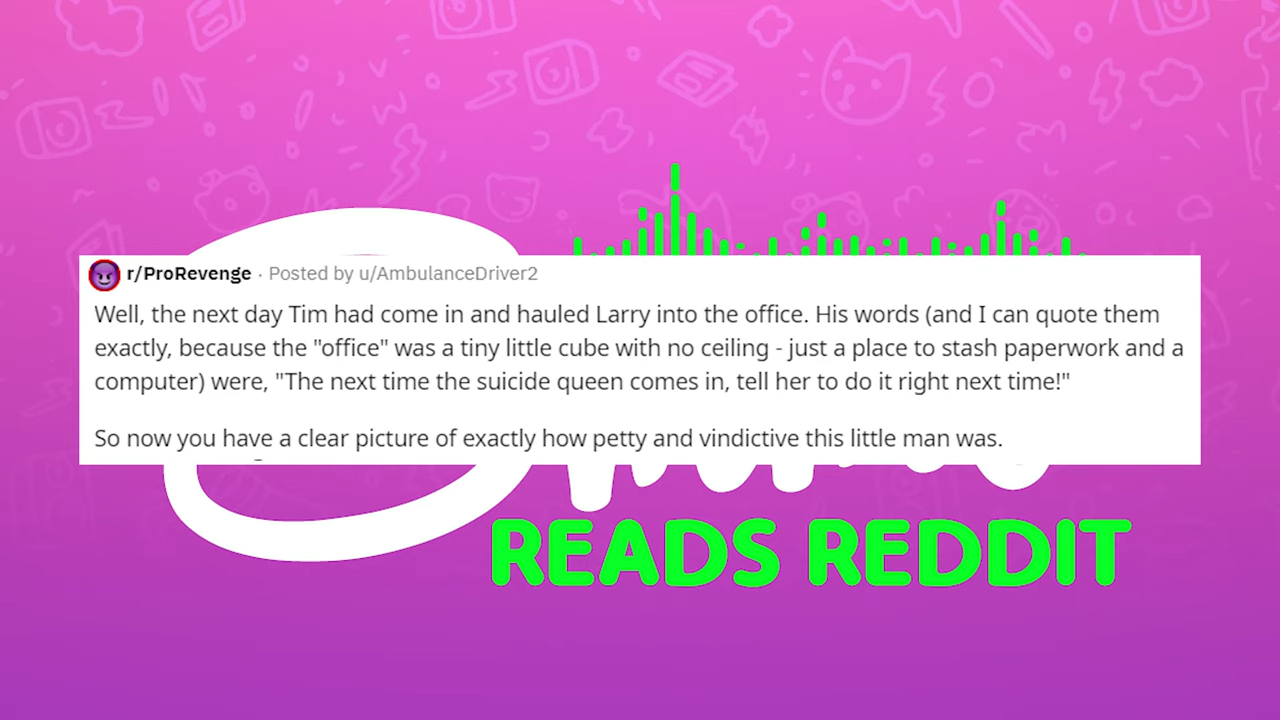 r/ProRevenge · Posted by u/AmbulanceDriver2
Well, the next day Tim had come in and hauled Larry into the office. His words (and I can quote them
exactly, because the "office" was a tiny little cube with no ceiling - just a place to stash paperwork and a
computer) were, "The next time the suicide queen comes in, tell her to do it right next time!"
So now you have a clear picture of exactly how petty and vindictive this little man was.
READS REDDIT